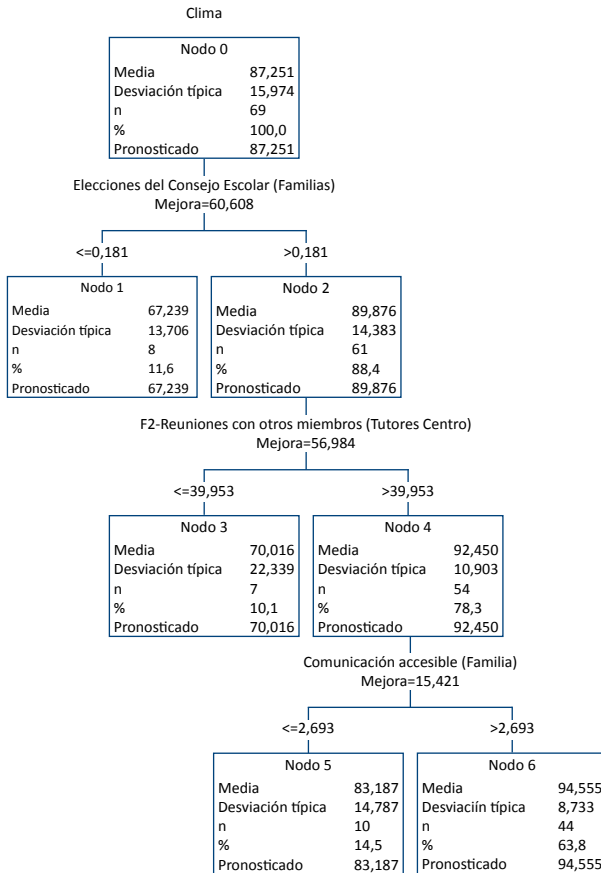 Clima
Nodo 0
Media 87,251
Desviación típica 15,974
n 69
% 100,0
Pronosticado 87,251
Elecciones del Consejo Escolar (Familias)
Mejora=60,608
<=0,181
>0,181
Nodo 1
Media 67,239
Desviación típica 13,706
n 8
% 11,6
Pronosticado 67,239
Nodo 2
Media 89,876
Desviación típica 14,383
n 61
% 88,4
Pronosticado 89,876
F2-Reuniones con otros miembros (Tutores Centro)
Mejora=56,984
<=39,953
>39,953
Nodo 3
Media 70,016
Desviación típica 22,339
n 7
% 10,1
Pronosticado 70,016
Nodo 4
Media 92,450
Desviación típica 10,903
n 54
% 78,3
Pronosticado 92,450
Comunicación accesible (Familia)
Mejora=15,421
<=2,693
>2,693
Nodo 5
Media 83,187
Desviación típica 14,787
n 10
% 14,5
Pronosticado 83,187
Nodo 6
Media 94,555
Desviaciín típica 8,733
n 44
% 63,8
Pronosticado 94,555